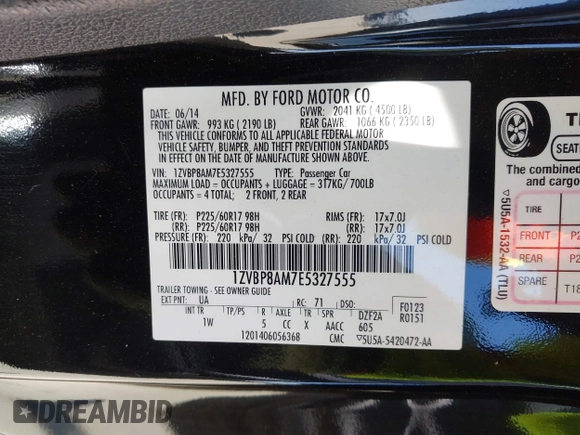 MFD. BY FORD MOTOR CO.
DATE: 06/14 GVWR: 2041 KG ( 4500 LB)
FRONT GAWR: 993 KG ( 2190 LB) REAR GAWR: 1066 KG ( 2350 LB)
THIS VEHICLE CONFORMS TO ALL APPLICABLE FEDERAL MOTOR
VEHICLE SAFETY, BUMPER, AND THEFT PREVENTION STANDARDS
IN EFFECT ON THE DATE OF MANUFACTURE SHOWN ABOVE.
VIN: 1ZVBP8AM7E5327555 TYPE: Passenger Car
MAXIMUM LOAD = OCCUPANTS + LUGGAGE = 317KG/ 700LB
OCCUPANTS = 4 TOTAL; 2 FRONT, 2 REAR
TIRE (FR): P225/60R17 98H RIMS (FR): 17x7.0J
(RR): P225/60R17 98H (RR): 17x7.0J
PRESSURE (FR): 220 kPa/ 32 PSI COLD (RR): 220 kPa/ 32 PSI COLD
1ZVBP8AM7E5327555
TRAILER TOWING - SEE OWNER GUIDE
EXT PNT: UA RC: 71 DSO: F0123
INT TR TP/PS R AXLE TR SPR DZF2A R0151
1W 5 CC X AACC 605
1201406056368 CMC 5U5A-5420472-AA
SEAT
The combined
and cargo
TIRE
FRONT
REAR
SPARE T18
5U5A-1532-AA (TLU)
DREAMBID